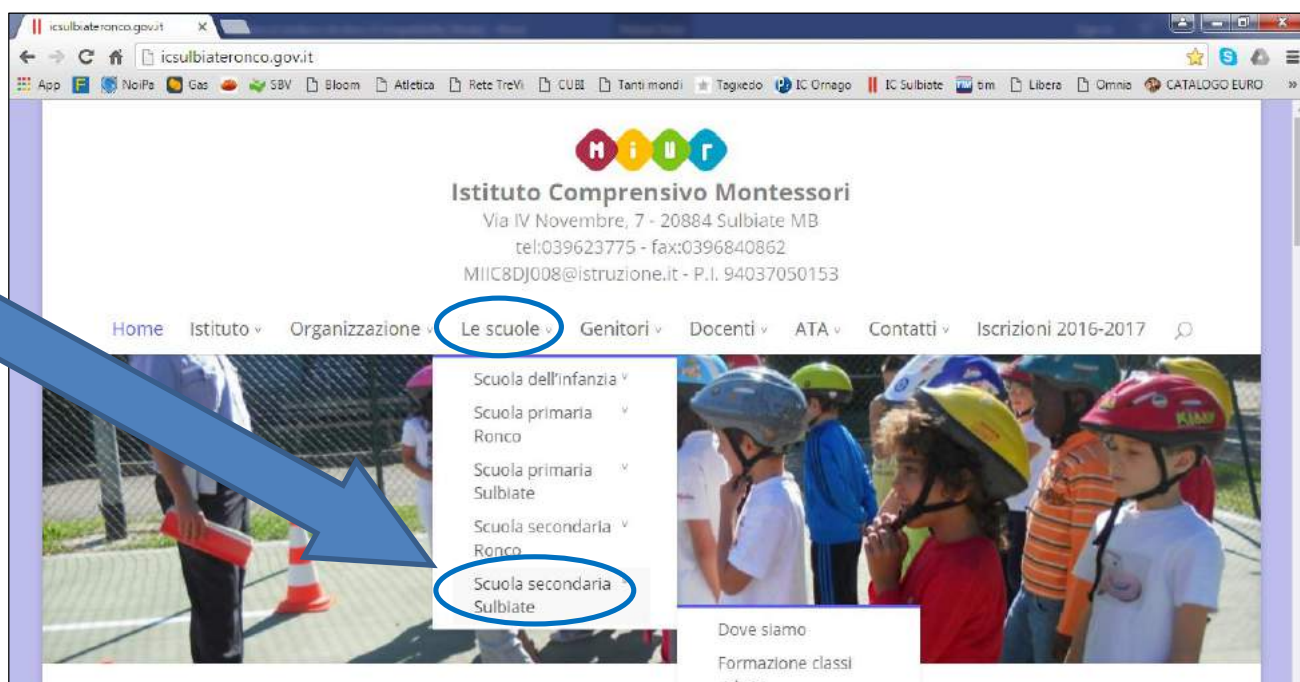 icsulbiateronco.gov.it
icsulbiateronco.gov.it
App NoiPa Gas SBV Bloom Atletica Rete TreVi CUBI Tanti mondi Tagxedo IC Ornago IC Sulbiate tim Libera Omnia CATALOGO EURO »
MIUR
Istituto Comprensivo Montessori
Via IV Novembre, 7 - 20884 Sulbiate MB
tel:039623775 - fax:0396840862
MIIC8DJ008@istruzione.it - P.I. 94037050153
Home Istituto Organizzazione Le scuole Genitori Docenti ATA Contatti Iscrizioni 2016-2017
Scuola dell'infanzia
Scuola primaria
Ronco
Scuola primaria
Sulbiate
Scuola secondaria
Ronco
Scuola secondaria
Sulbiate
Dove siamo
Formazione classi